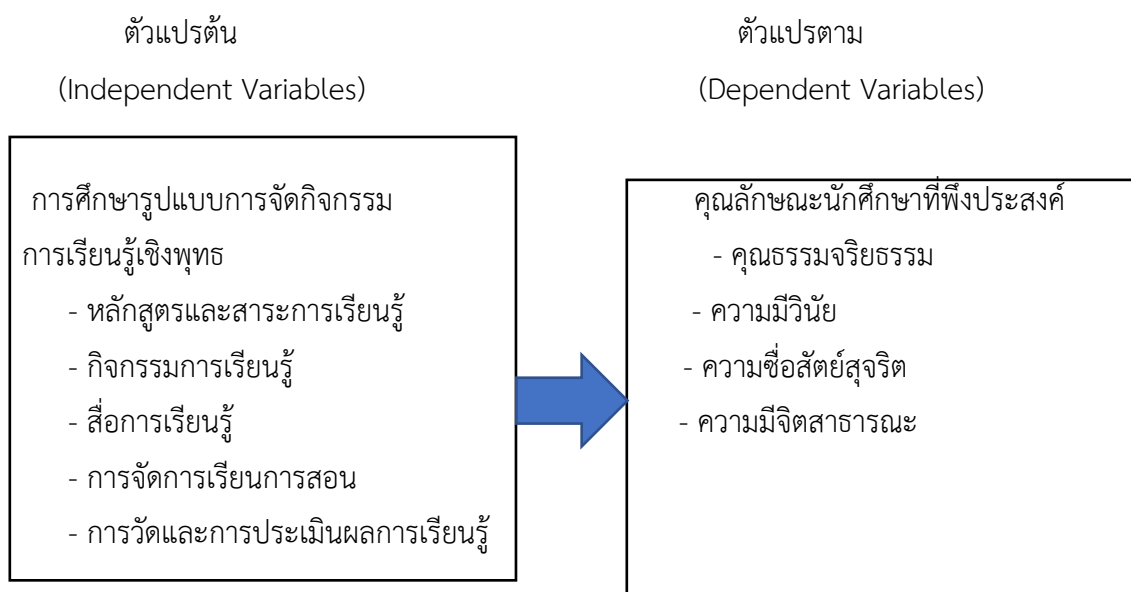 ตัวแปรต้น
(Independent Variables)
การศึกษารูปแบบการจัดกิจกรรม
การเรียนรู้เชิงพุทธ
- หลักสูตรและสาระการเรียนรู้
- กิจกรรมการเรียนรู้
- สื่อการเรียนรู้
- การจัดการเรียนการสอน
- การวัดและการประเมินผลการเรียนรู้
ตัวแปรตาม
(Dependent Variables)
คุณลักษณะนักศึกษาที่พึงประสงค์
- คุณธรรมจริยธรรม
- ความมีวินัย
- ความซื่อสัตย์สุจริต
- ความมีจิตสาธารณะ